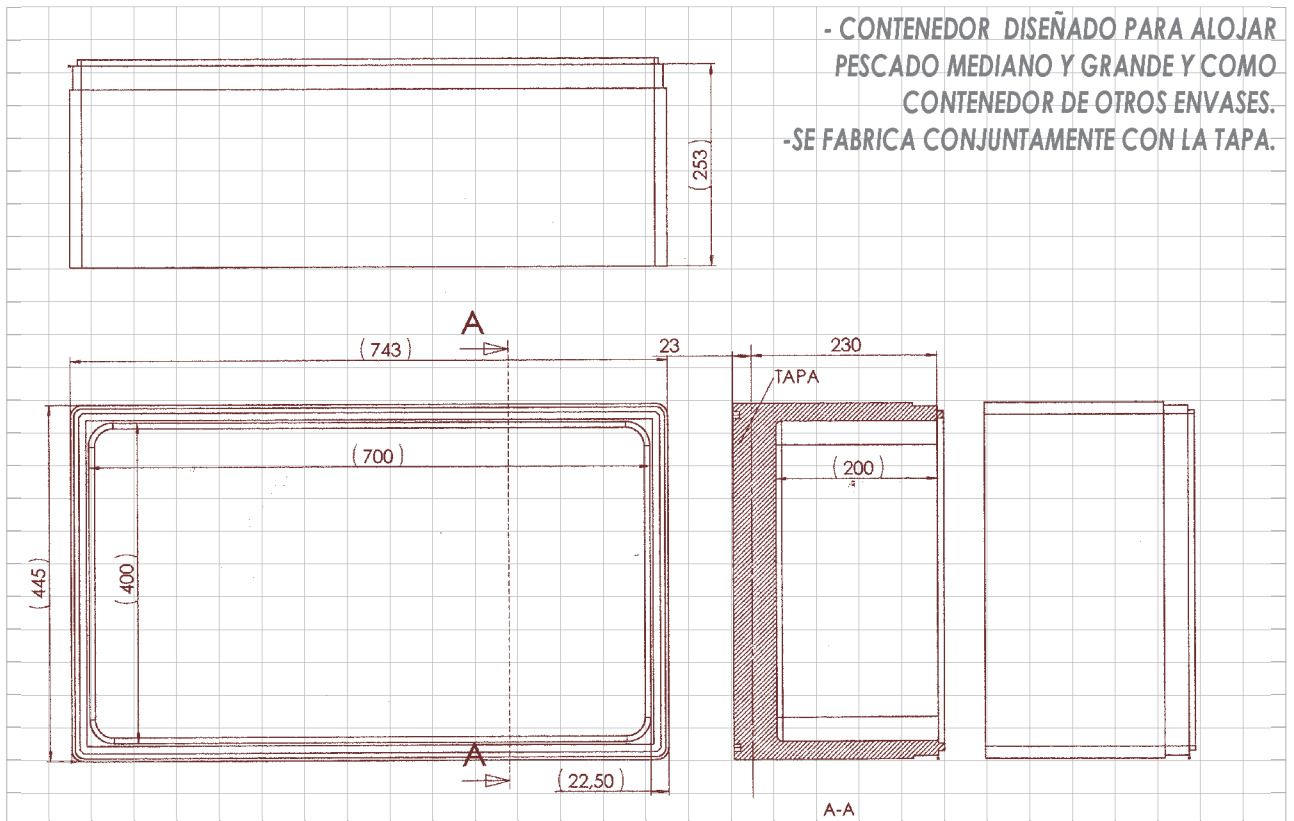 - CONTENEDOR DISEÑADO PARA ALOJAR
PESCADO MEDIANO Y GRANDE Y COMO
CONTENEDOR DE OTROS ENVASES.
-SE FABRICA CONJUNTAMENTE CON LA TAPA.
(253)
A
(743)
23
230
TAPA
(700)
(200)
(445)
(400)
A
(22,50)
A-A